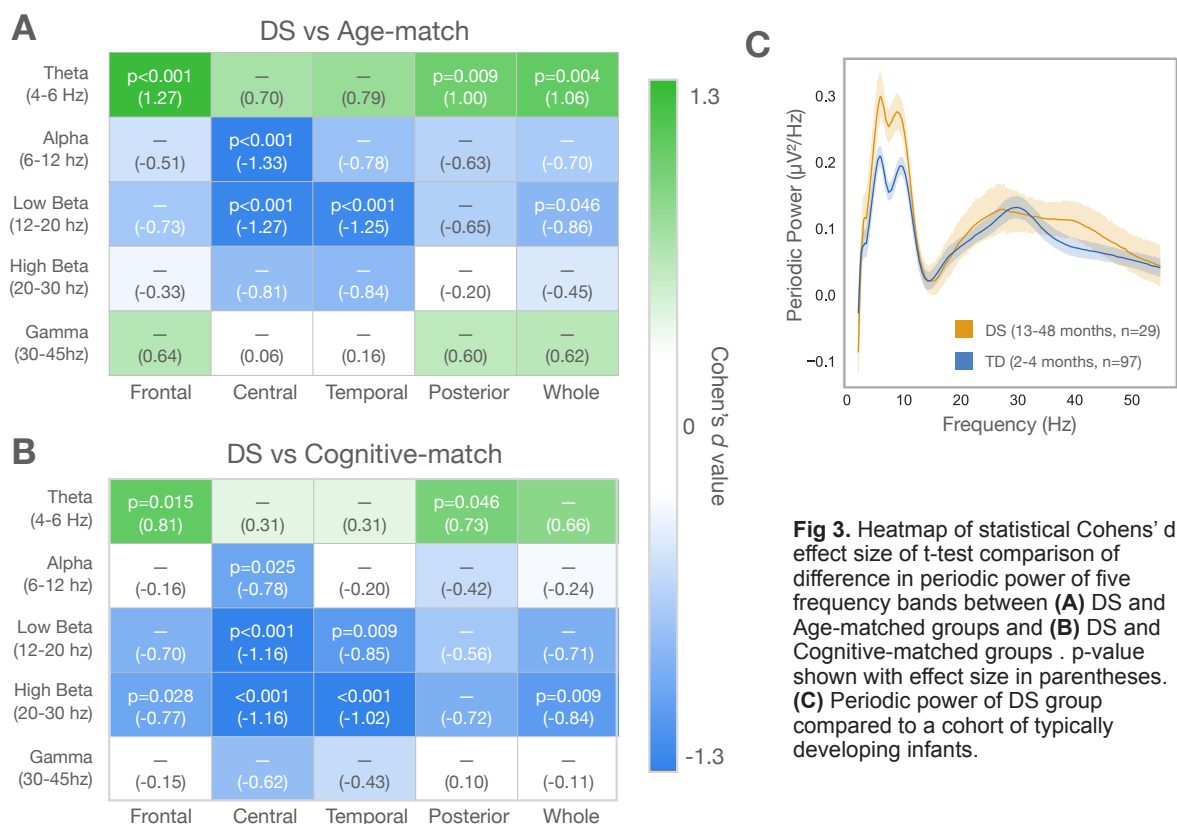 A
DS vs Age-match
Theta
(4-6 Hz)
p<0.001
(1.27)
—
(0.70)
—
(0.79)
p=0.009
(1.00)
p=0.004
(1.06)
Alpha
(6-12 hz)
—
(-0.51)
p<0.001
(-1.33)
—
(-0.78)
—
(-0.63)
—
(-0.70)
Low Beta
(12-20 hz)
—
(-0.73)
p<0.001
(-1.27)
p<0.001
(-1.25)
—
(-0.65)
p=0.046
(-0.86)
High Beta
(20-30 hz)
—
(-0.33)
—
(-0.81)
—
(-0.84)
—
(-0.20)
—
(-0.45)
Gamma
(30-45hz)
—
(0.64)
—
(0.06)
—
(0.16)
—
(0.60)
—
(0.62)
Frontal Central Temporal Posterior Whole
B
DS vs Cognitive-match
Theta
(4-6 Hz)
p=0.015
(0.81)
—
(0.31)
—
(0.31)
p=0.046
(0.73)
—
(0.66)
Alpha
(6-12 hz)
—
(-0.16)
p=0.025
(-0.78)
—
(-0.20)
—
(-0.42)
—
(-0.24)
Low Beta
(12-20 hz)
—
(-0.70)
p<0.001
(-1.16)
p=0.009
(-0.85)
—
(-0.56)
—
(-0.71)
High Beta
(20-30 hz)
p=0.028
(-0.77)
<0.001
(-1.16)
<0.001
(-1.02)
—
(-0.72)
p=0.009
(-0.84)
Gamma
(30-45hz)
—
(-0.15)
—
(-0.62)
—
(-0.43)
—
(0.10)
—
(-0.11)
Frontal Central Temporal Posterior Whole
1.3
0
-1.3
Cohen's d value
C
Periodic Power (µV²/Hz)
0.3
0.2
0.1
0.0
−0.1
DS (13-48 months, n=29)
TD (2-4 months, n=97)
0 10 20 30 40 50
Frequency (Hz)
Fig 3. Heatmap of statistical Cohens' d
effect size of t-test comparison of
difference in periodic power of five
frequency bands between (A) DS and
Age-matched groups and (B) DS and
Cognitive-matched groups . p-value
shown with effect size in parentheses.
(C) Periodic power of DS group
compared to a cohort of typically
developing infants.